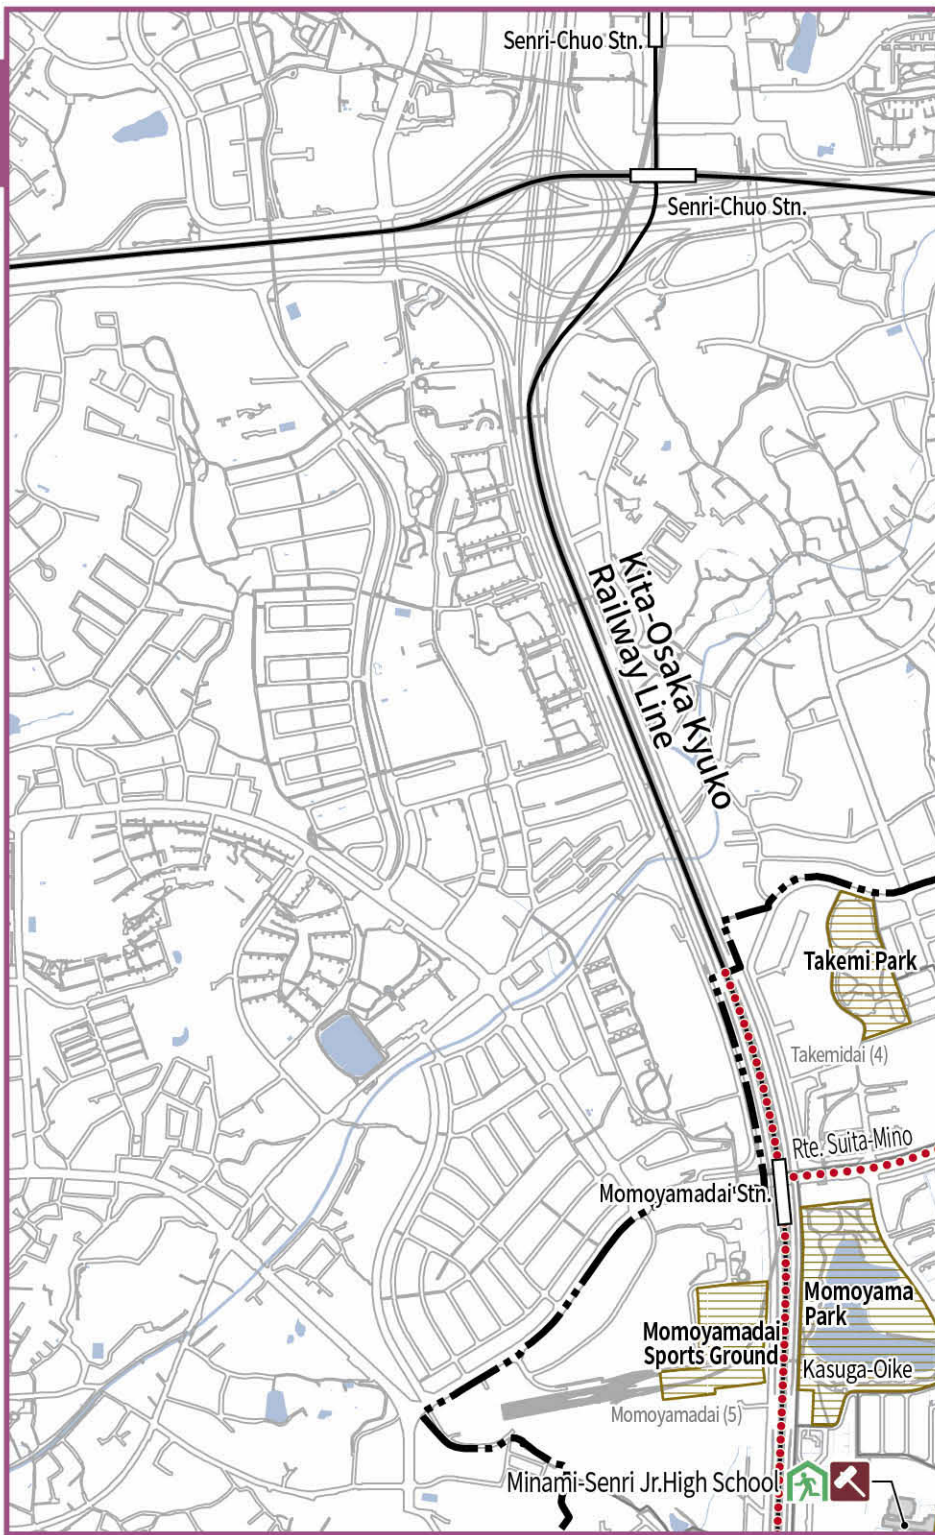 Senri-Chuo Stn.
Senri-Chuo Stn.
Kita-Osaka Kyuko
Railway Line
Takemi Park
Takemidai (4)
Rte. Suita-Mino
Momoyamadai Stn.
Momoyama
Park
Momoyamadai
Sports Ground
Kasuga-Oike
Momoyamadai (5)
Minami-Senri Jr.High School